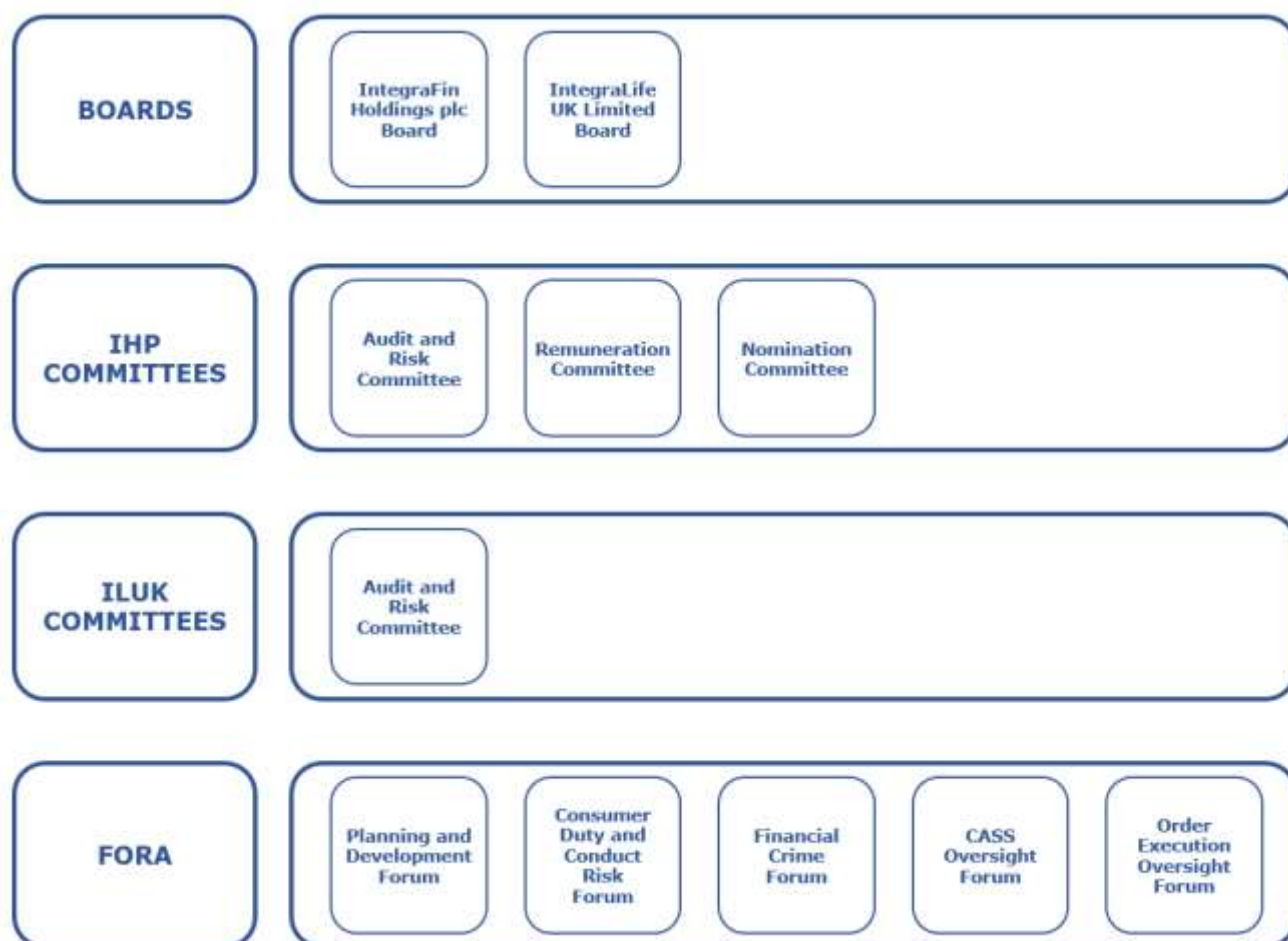 BOARDS
IntegraFin
Holdings plc
Board
IntegraLife
UK Limited
Board
IHP
COMMITTEES
Audit and
Risk
Committee
Remuneration
Committee
Nomination
Committee
ILUK
COMMITTEES
Audit and
Risk
Committee
FORA
Planning and
Development
Forum
Consumer
Duty and
Conduct
Risk
Forum
Financial
Crime
Forum
CASS
Oversight
Forum
Order
Execution
Oversight
Forum